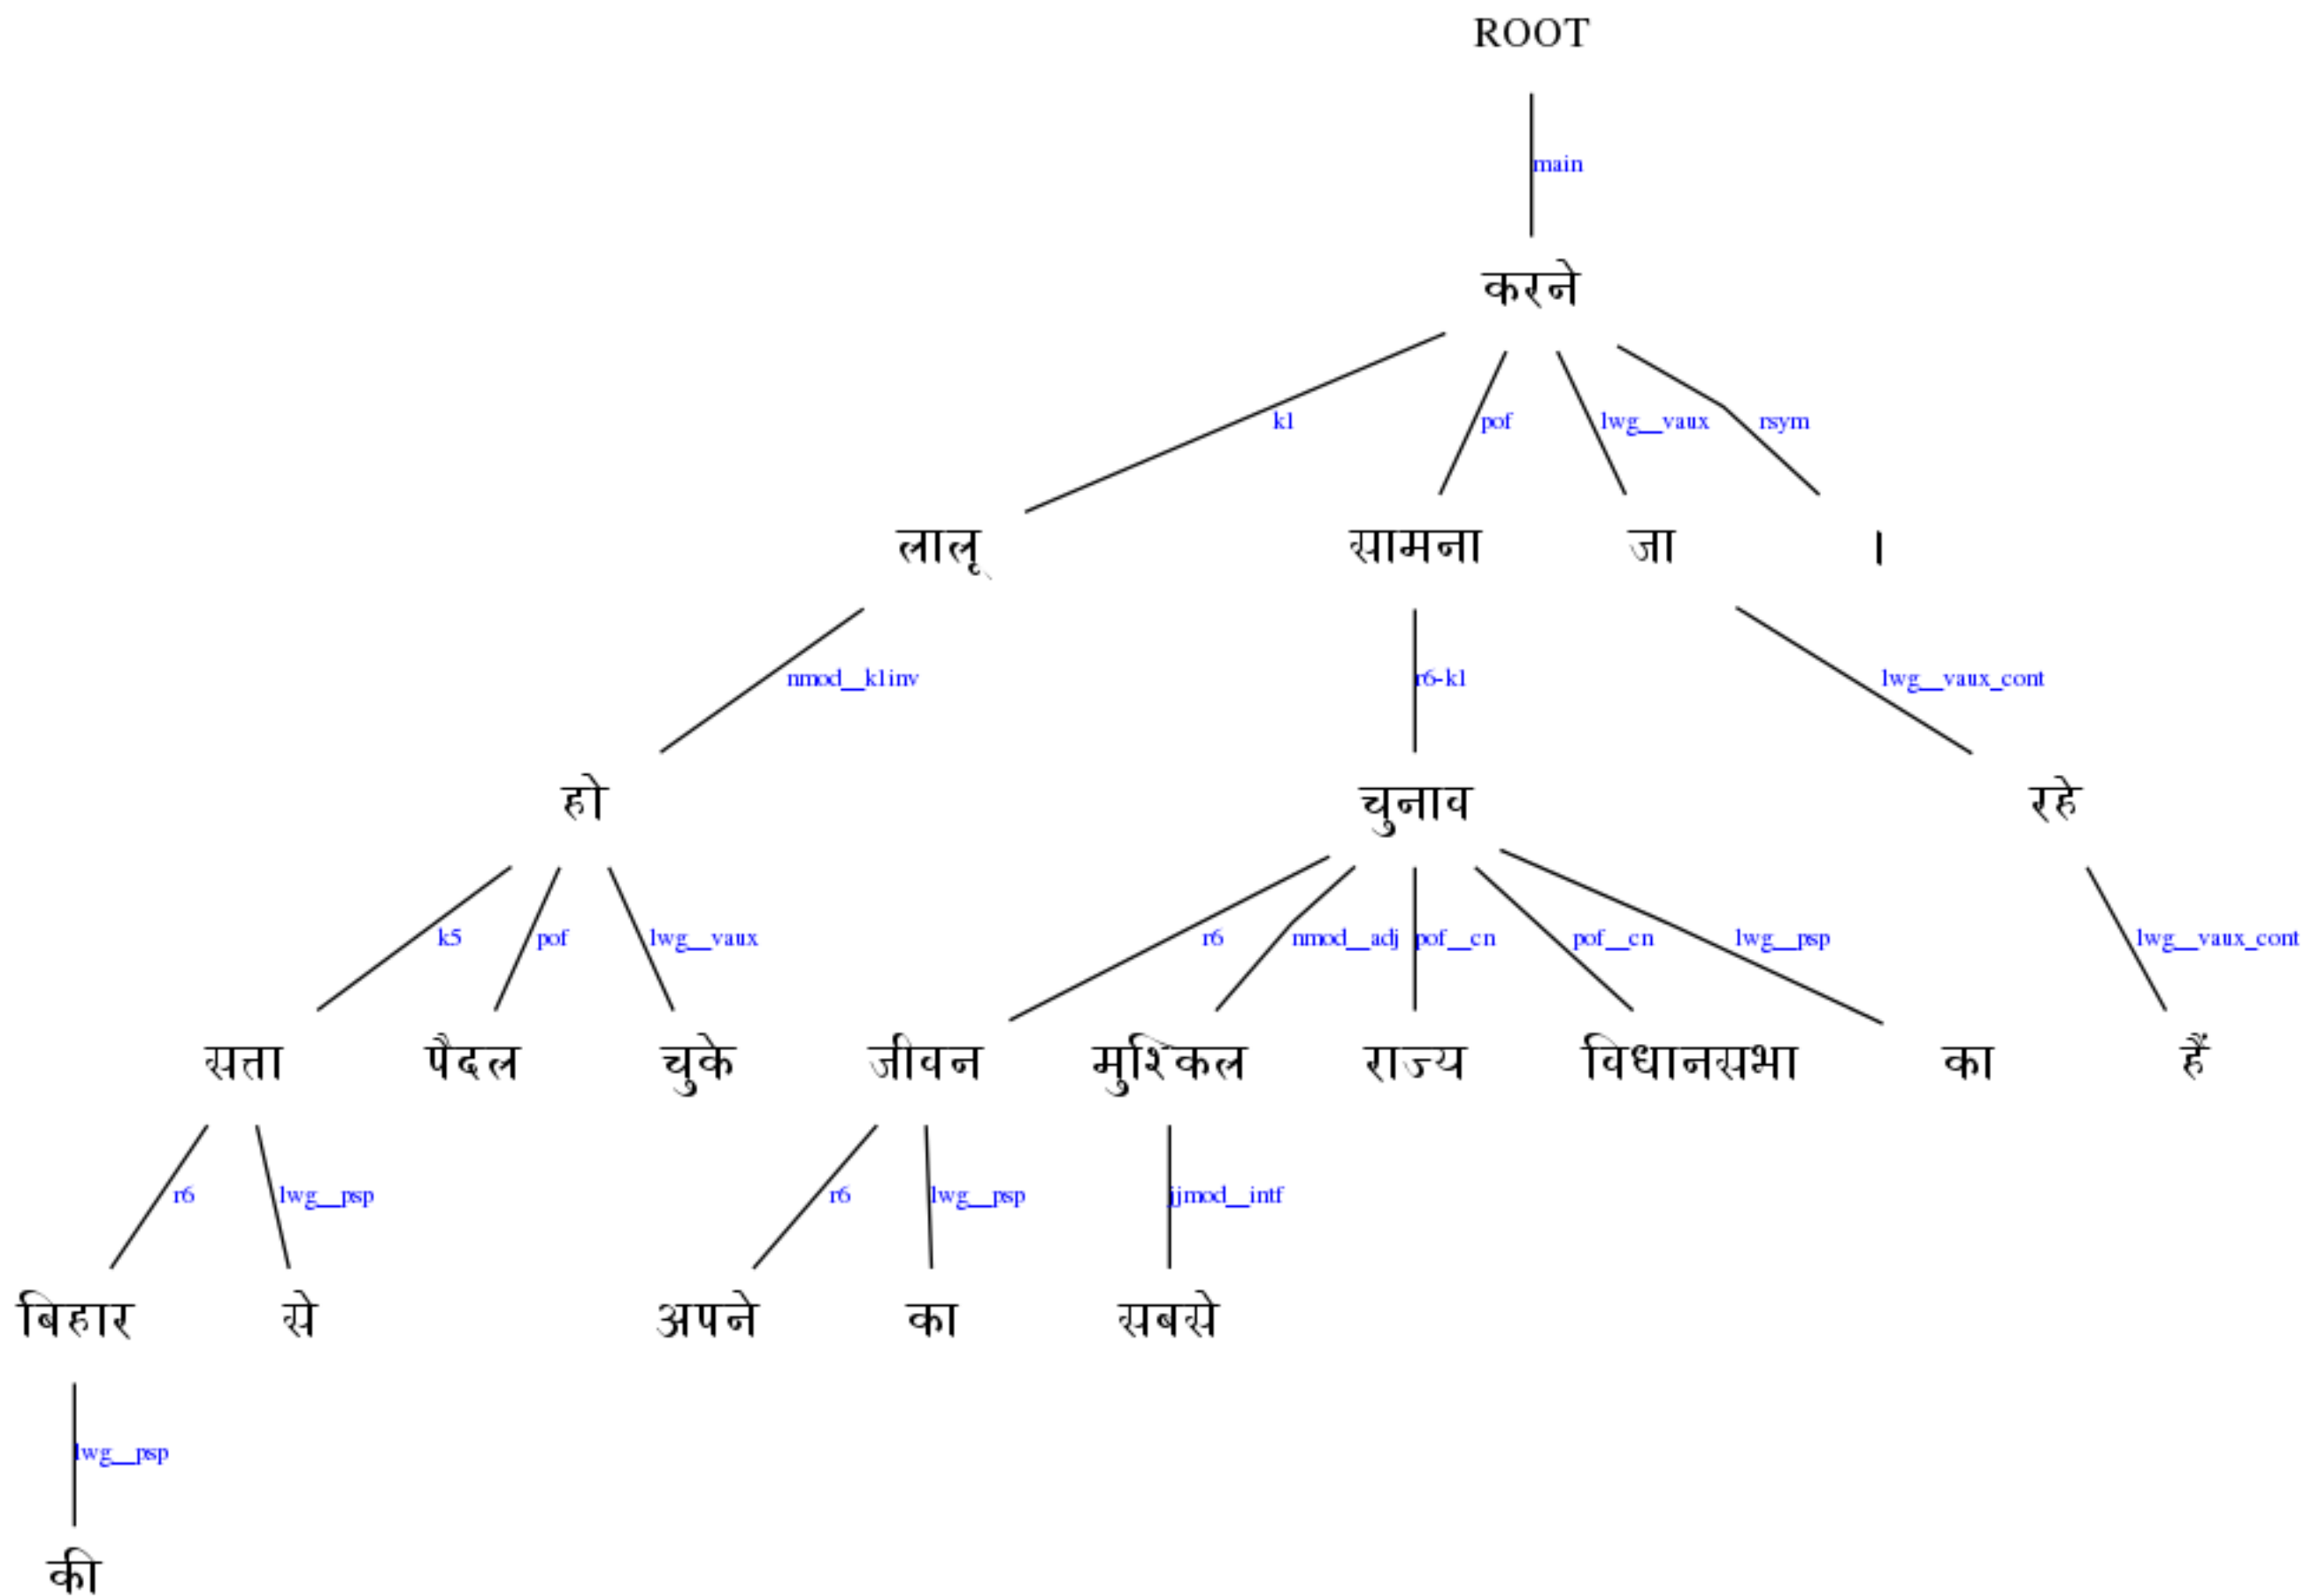 ROOT
main
करने
k1 pof lwg__vaux rsym
लालू सामना जा ।
nmod__k1inv r6-k1 lwg__vaux_cont
हो चुनाव रहे
k5 pof lwg__vaux r6 nmod__adj pof__cn pof__cn lwg__psp lwg__vaux_cont
सत्ता पैदल चुके जीवन मुश्किल राज्य विधानसभा का हैं
r6 lwg__psp r6 lwg__psp jjmod__intf
बिहार से अपने का सबसे
lwg__psp
की